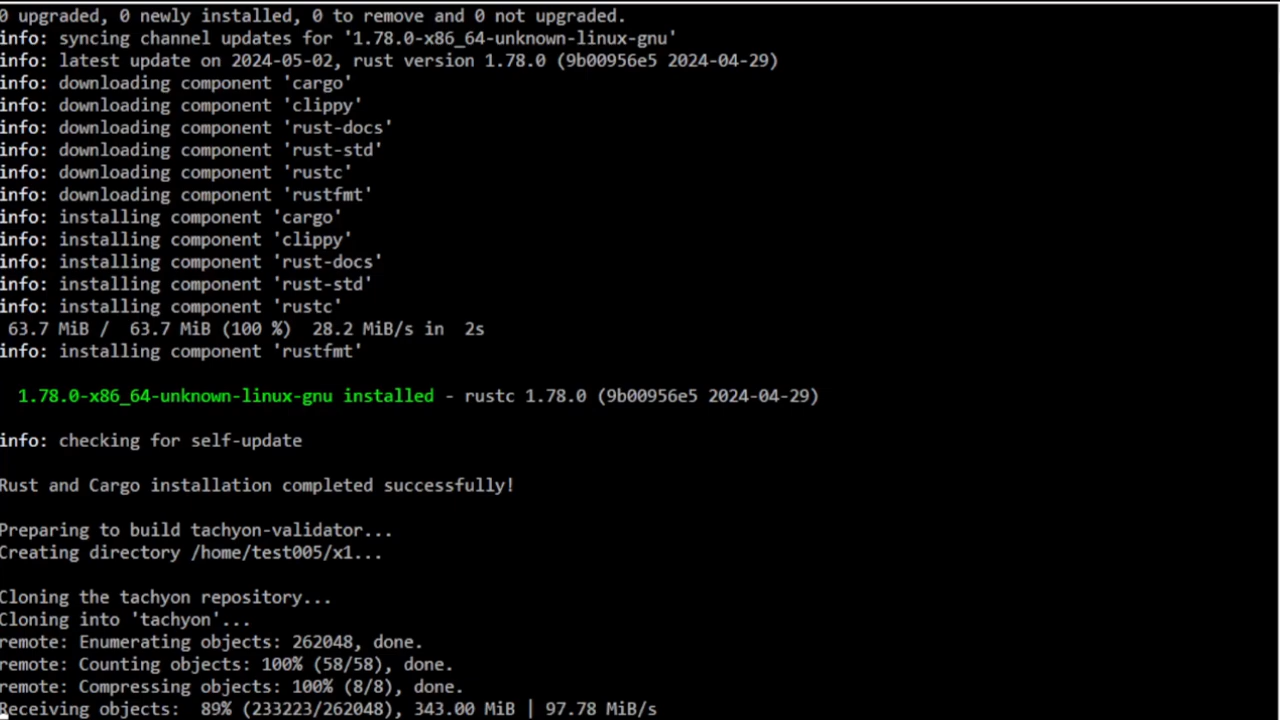 0 upgraded, 0 newly installed, 0 to remove and 0 not upgraded.
info: syncing channel updates for '1.78.0-x86_64-unknown-linux-gnu'
info: latest update on 2024-05-02, rust version 1.78.0 (9b00956e5 2024-04-29)
info: downloading component 'cargo'
info: downloading component 'clippy'
info: downloading component 'rust-docs'
info: downloading component 'rust-std'
info: downloading component 'rustc'
info: downloading component 'rustfmt'
info: installing component 'cargo'
info: installing component 'clippy'
info: installing component 'rust-docs'
info: installing component 'rust-std'
info: installing component 'rustc'
63.7 MiB / 63.7 MiB (100 %) 28.2 MiB/s in 2s
info: installing component 'rustfmt'
1.78.0-x86_64-unknown-linux-gnu installed - rustc 1.78.0 (9b00956e5 2024-04-29)
info: checking for self-update
Rust and Cargo installation completed successfully!
Preparing to build tachyon-validator...
Creating directory /home/test005/x1...
Cloning the tachyon repository...
Cloning into 'tachyon'...
remote: Enumerating objects: 262048, done.
remote: Counting objects: 100% (58/58), done.
remote: Compressing objects: 100% (8/8), done.
Receiving objects: 89% (233223/262048), 343.00 MiB | 97.78 MiB/s